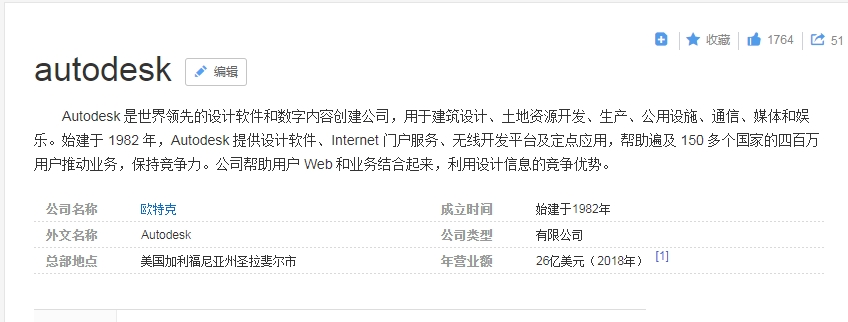 收藏 1764 51
autodesk 编辑
Autodesk 是世界领先的设计软件和数字内容创建公司，用于建筑设计、土地资源开发、生产、公用设施、通信、媒体和娱
乐。始建于 1982 年，Autodesk 提供设计软件、Internet 门户服务、无线开发平台及定点应用，帮助遍及 150 多个国家的四百万
用户推动业务，保持竞争力。公司帮助用户 Web 和业务结合起来，利用设计信息的竞争优势。
公司名称 欧特克 成立时间 始建于1982年
外文名称 Autodesk 公司类型 有限公司
总部地点 美国加利福尼亚州圣拉斐尔市 年营业额 26亿美元（2018年） [1]